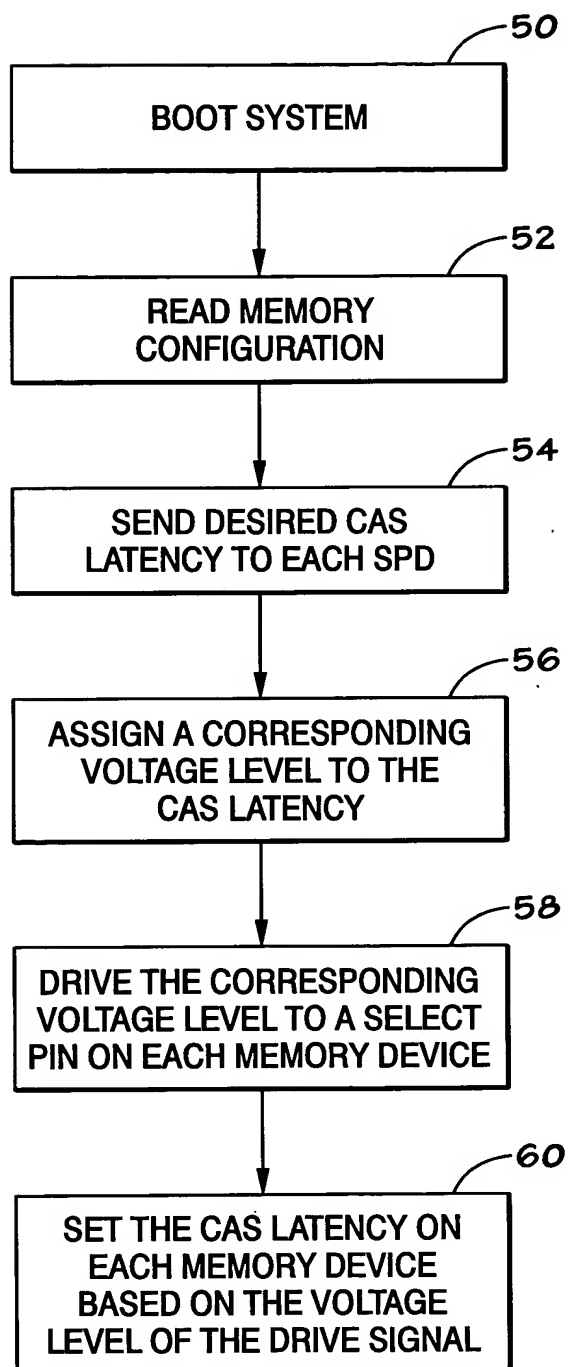 50
BOOT SYSTEM
52
READ MEMORY
CONFIGURATION
54
SEND DESIRED CAS
LATENCY TO EACH SPD
56
ASSIGN A CORRESPONDING
VOLTAGE LEVEL TO THE
CAS LATENCY
58
DRIVE THE CORRESPONDING
VOLTAGE LEVEL TO A SELECT
PIN ON EACH MEMORY DEVICE
60
SET THE CAS LATENCY ON
EACH MEMORY DEVICE
BASED ON THE VOLTAGE
LEVEL OF THE DRIVE SIGNAL